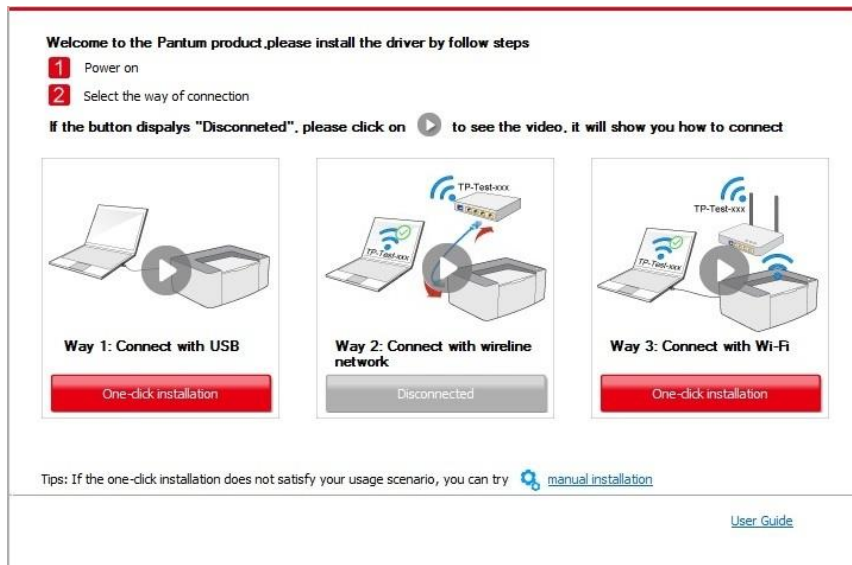 Welcome to the Pantum product,please install the driver by follow steps
1 Power on
2 Select the way of connection
If the button dispalys "Disconneted", please click on to see the video, it will show you how to connect
TP-Test-xxx
TP-Test-xxx
TP-Test-xxx
TP-Test-xxx
Way 1: Connect with USB
Way 2: Connect with wireline
network
Way 3: Connect with Wi-Fi
One-click installation
Disconnected
One-click installation
Tips: If the one-click installation does not satisfy your usage scenario, you can try manual installation
User Guide